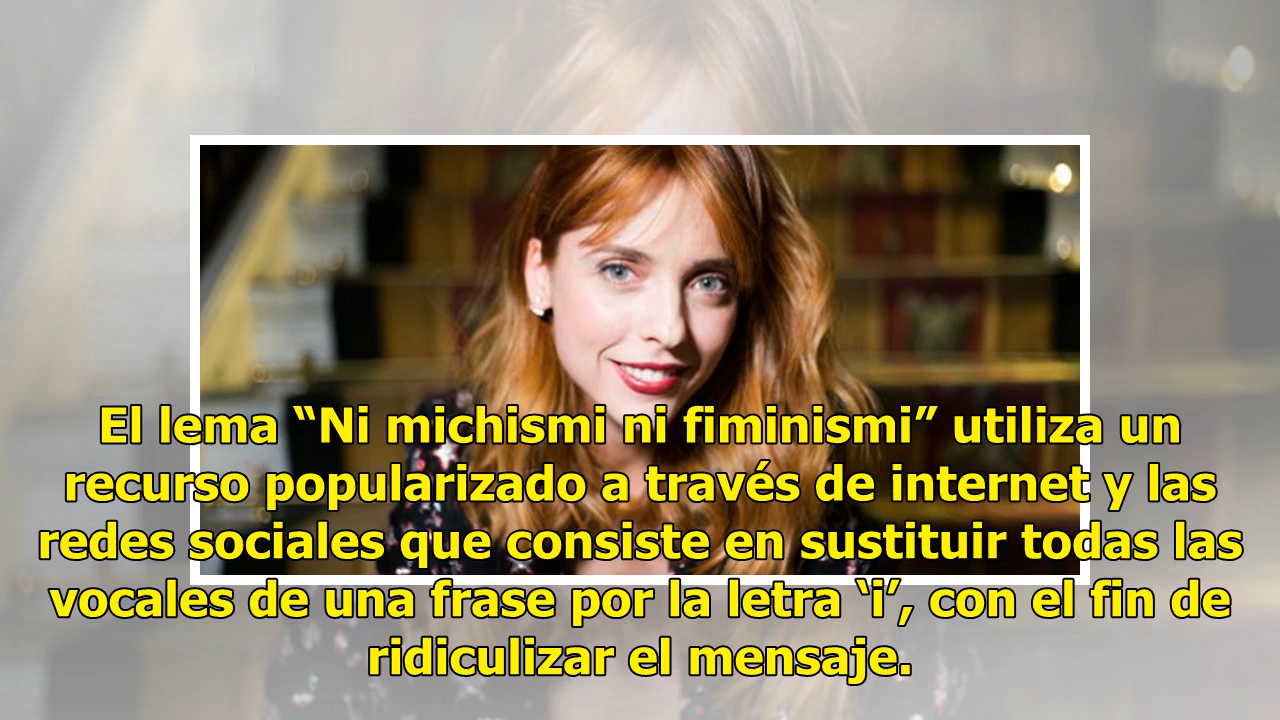 El lema “Ni michismi ni fiminismi” utiliza un
recurso popularizado a través de internet y las
redes sociales que consiste en sustituir todas las
vocales de una frase por la letra ‘i’, con el fin de
ridiculizar el mensaje.